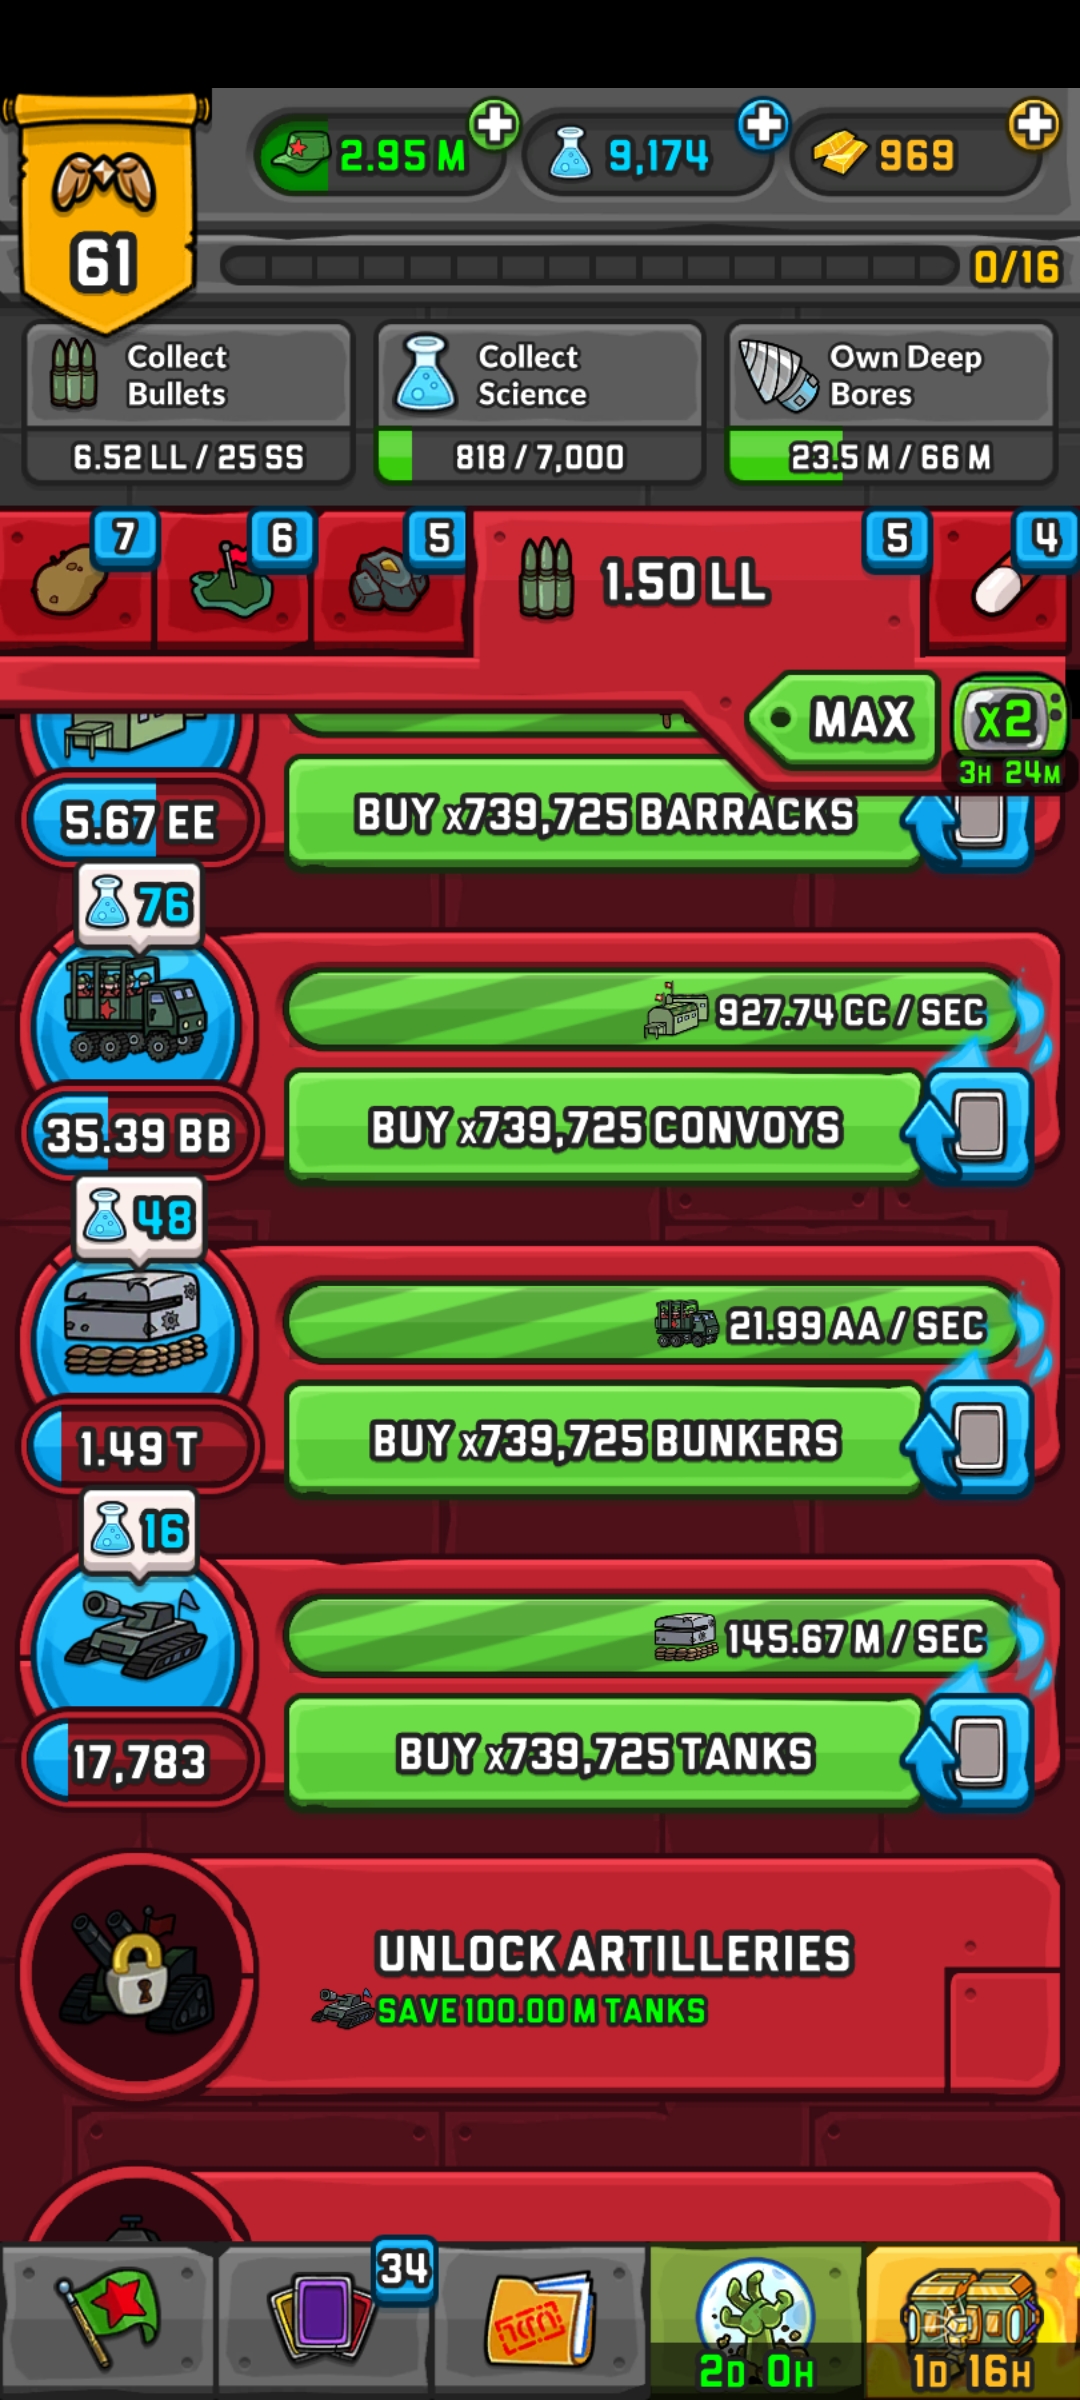 2.95 M
9,174
969
61
0/16
Collect
Bullets
6.52 LL / 25 SS
Collect
Science
818 / 7,000
Own Deep
Bores
23.5 M / 66 M
7
6
5
1.50 LL
5
4
MAX
x2
3H 24M
5.67 EE
BUY x739,725 BARRACKS
76
927.74 CC / SEC
35.39 BB
BUY x739,725 CONVOYS
48
21.99 AA / SEC
1.49 T
BUY x739,725 BUNKERS
16
145.67 M / SEC
17,783
BUY x739,725 TANKS
UNLOCK ARTILLERIES
SAVE 100.00 M TANKS
34
2D 0H
1D 16H